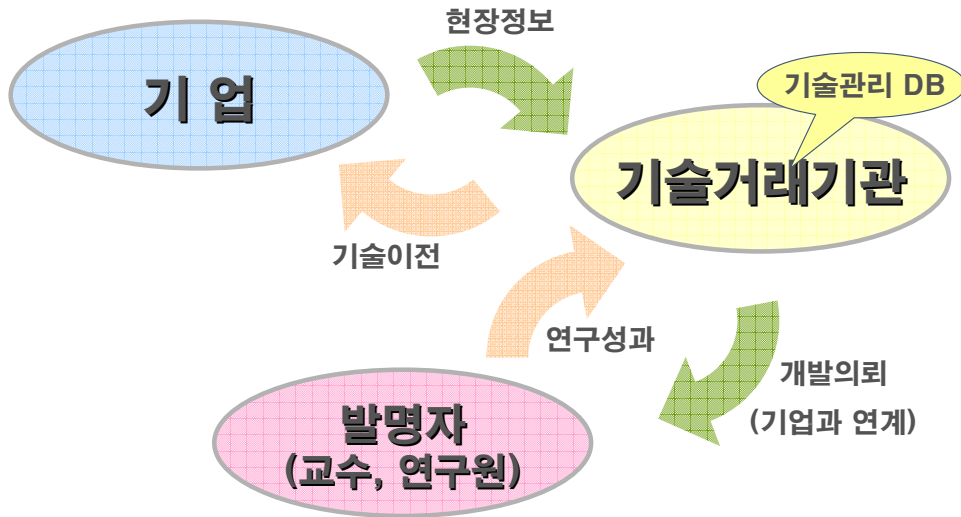 현장정보
기술관리 DB
기 업
기술거래기관
기술이전
연구성과
개발의뢰
(기업과 연계)
발명자
(교수, 연구원)